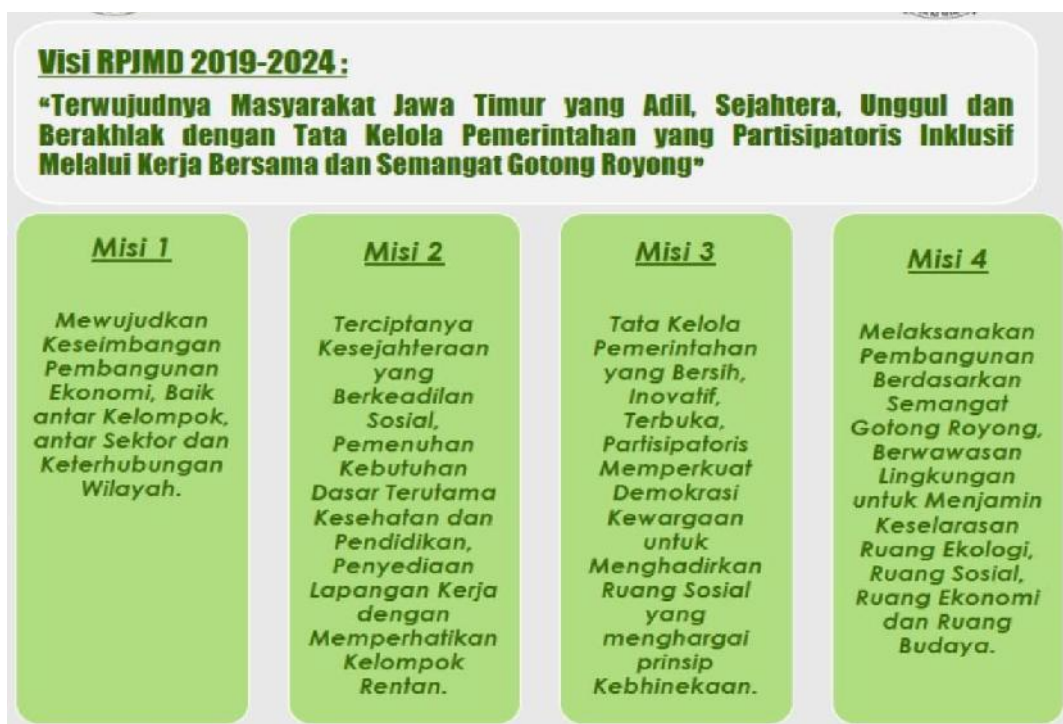 Visi RPJMD 2019-2024 :
“Terwujudnya Masyarakat Jawa Timur yang Adil, Sejahtera, Unggul dan
Berakhlak dengan Tata Kelola Pemerintahan yang Partisipatoris Inklusif
Melalui Kerja Bersama dan Semangat Gotong Royong”
Misi 1
Mewujudkan
Keseimbangan
Pembangunan
Ekonomi, Baik
antar Kelompok,
antar Sektor dan
Keterhubungan
Wilayah.
Misi 2
Terciptanya
Kesejahteraan
yang
Berkeadilan
Sosial,
Pemenuhan
Kebutuhan
Dasar Terutama
Kesehatan dan
Pendidikan,
Penyediaan
Lapangan Kerja
dengan
Memperhatikan
Kelompok
Rentan.
Misi 3
Tata Kelola
Pemerintahan
yang Bersih,
Inovatif,
Terbuka,
Partisipatoris
Memperkuat
Demokrasi
Kewargaan
untuk
Menghadirkan
Ruang Sosial
yang
menghargai
prinsip
Kebhinekaan.
Misi 4
Melaksanakan
Pembangunan
Berdasarkan
Semangat
Gotong Royong,
Berwawasan
Lingkungan
untuk Menjamin
Keselarasan
Ruang Ekologi,
Ruang Sosial,
Ruang Ekonomi
dan Ruang
Budaya.